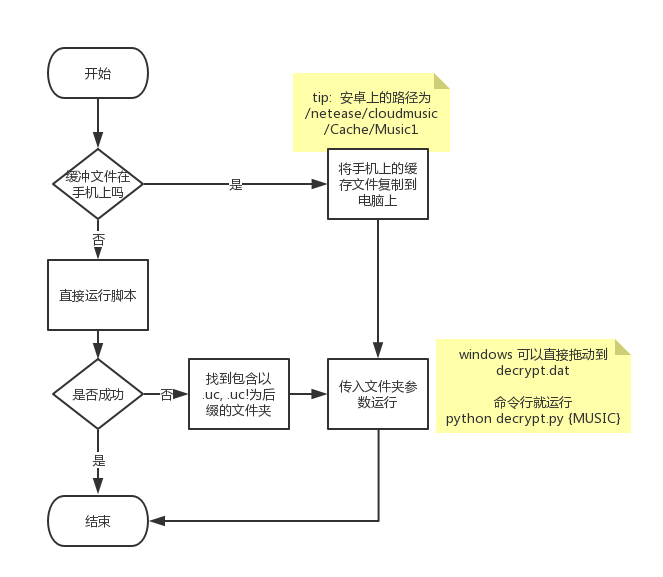 开始
tip: 安卓上的路径为
/netease/cloudmusic
/Cache/Music1
缓冲文件在
手机上吗
是
将手机上的缓
存文件复制到
电脑上
否
直接运行脚本
windows 可以直接拖动到
decrypt.dat
命令行就运行
python decrypt.py {MUSIC}
是否成功
否
找到包含以
.uc, .uc!为后
缀的文件夹
传入文件夹参
数运行
是
结束